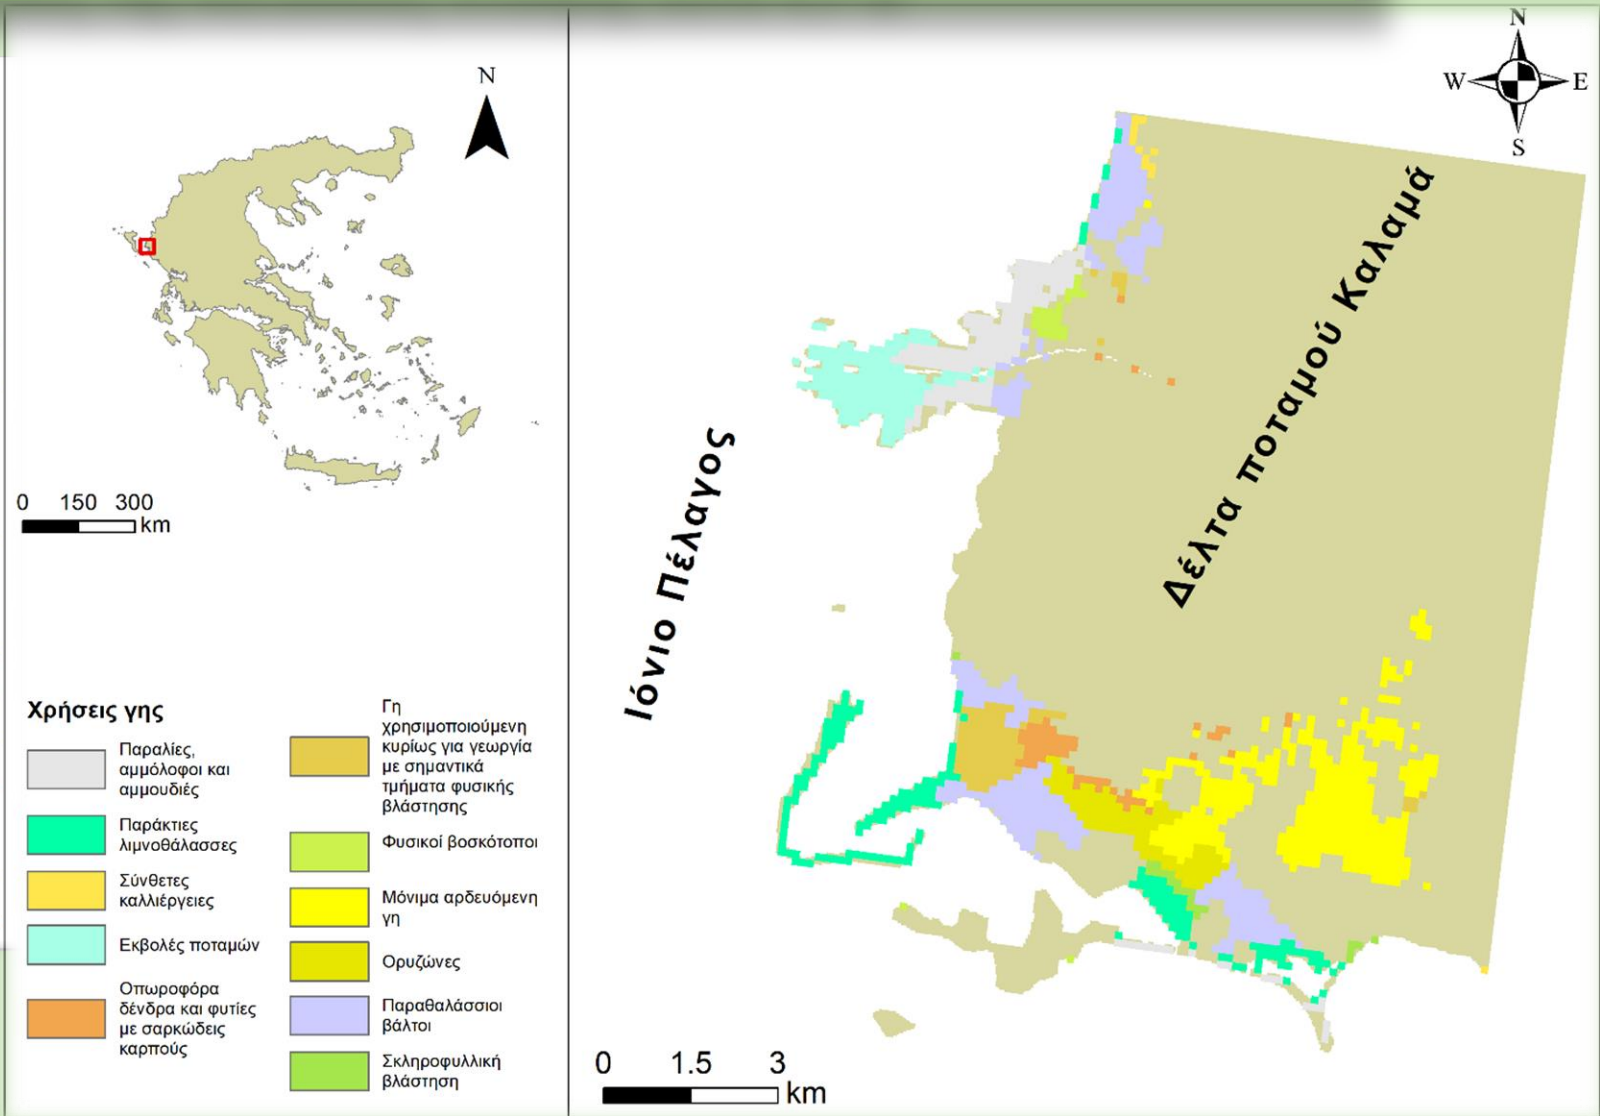 N
0 150 300
km
Χρήσεις γης
Παραλίες,
αμμόλοφοι και
αμμουδιές
Παράκτιες
λιμνοθάλασσες
Σύνθετες
καλλιέργειες
Εκβολές ποταμών
Οπωροφόρα
δένδρα και φυτίες
με σαρκώδεις
καρπούς
Γη
χρησιμοποιούμενη
κυρίως για γεωργία
με σημαντικά
τμήματα φυσικής
βλάστησης
Φυσικοί βοσκότοποι
Μόνιμα αρδευόμενη
γη
Ορυζώνες
Παραθαλάσσιοι
βάλτοι
Σκληροφυλλική
βλάστηση
N
W E
S
Δέλτα ποταμού Καλαμά
Ιόνιο Πέλαγος
0 1.5 3
km